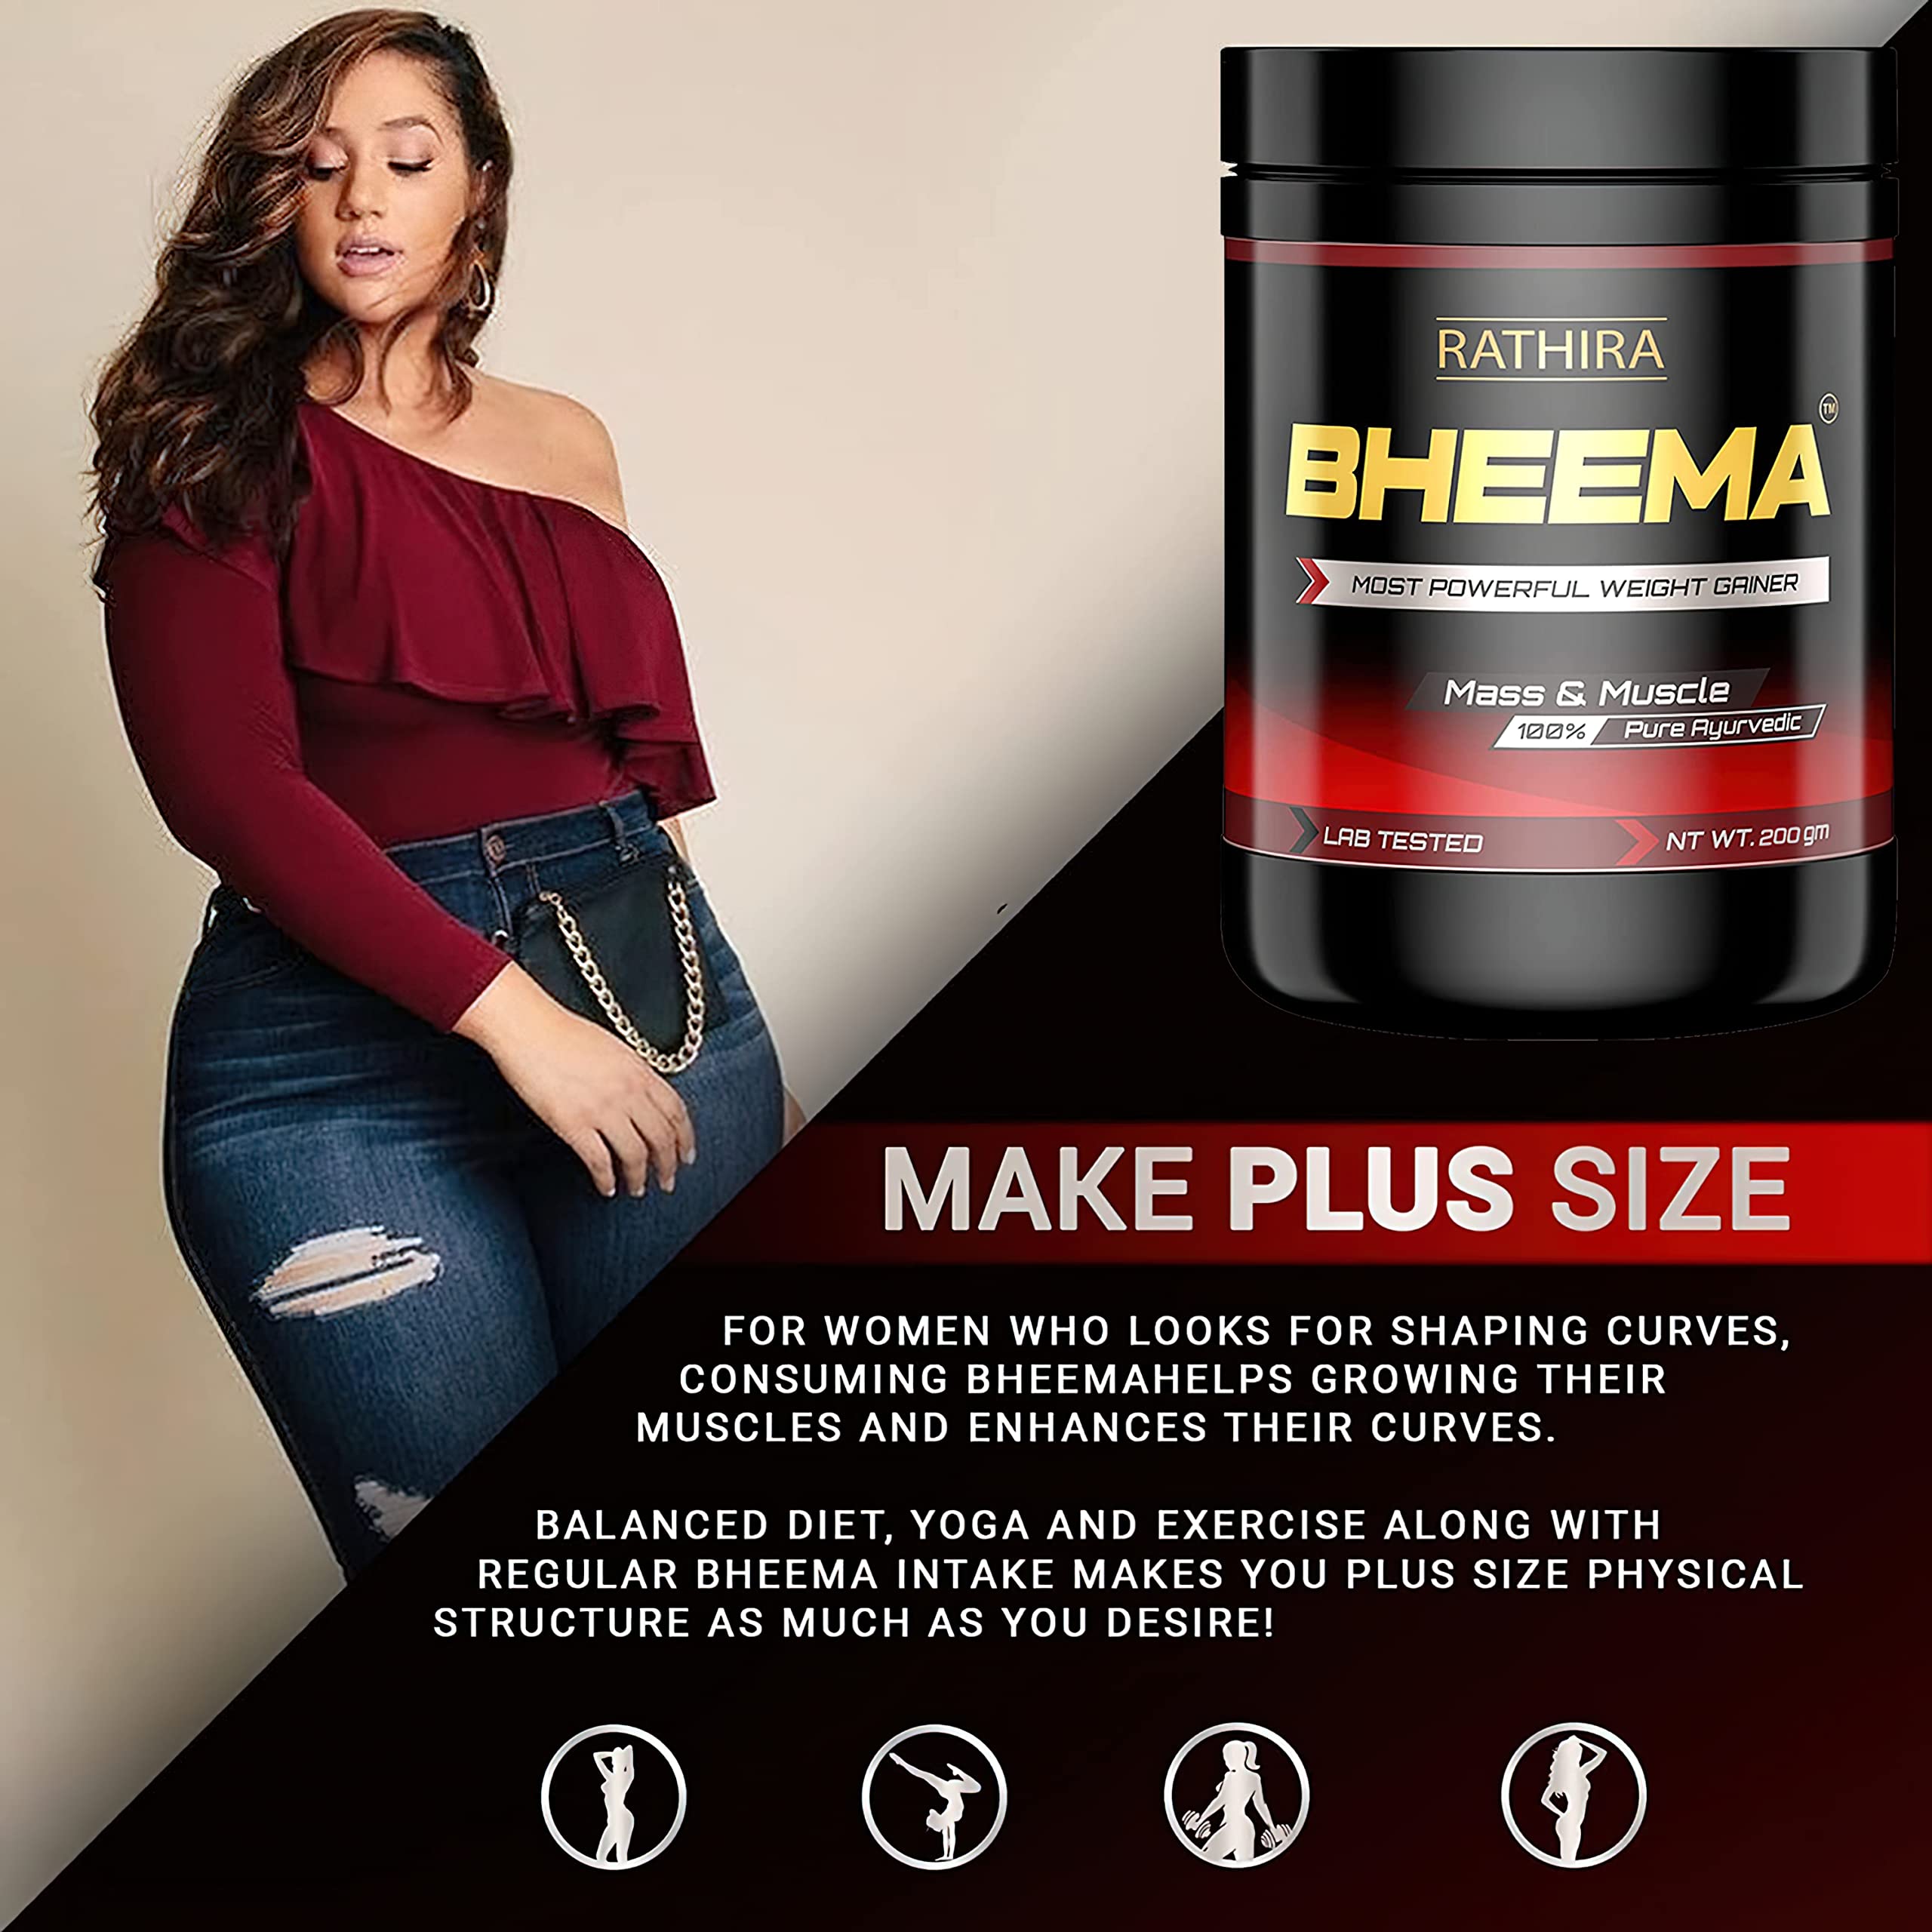 RATHIRA
BHEEMA
TM
MOST POWERFUL WEIGHT GAINER
Mass & Muscle
100% Pure Ayurvedic
LAB TESTED
NT WT. 200 gm
MAKE PLUS SIZE
FOR WOMEN WHO LOOKS FOR SHAPING CURVES,
CONSUMING BHEEMAHELPS GROWING THEIR
MUSCLES AND ENHANCES THEIR CURVES.
BALANCED DIET, YOGA AND EXERCISE ALONG WITH
REGULAR BHEEMA INTAKE MAKES YOU PLUS SIZE PHYSICAL
STRUCTURE AS MUCH AS YOU DESIRE!